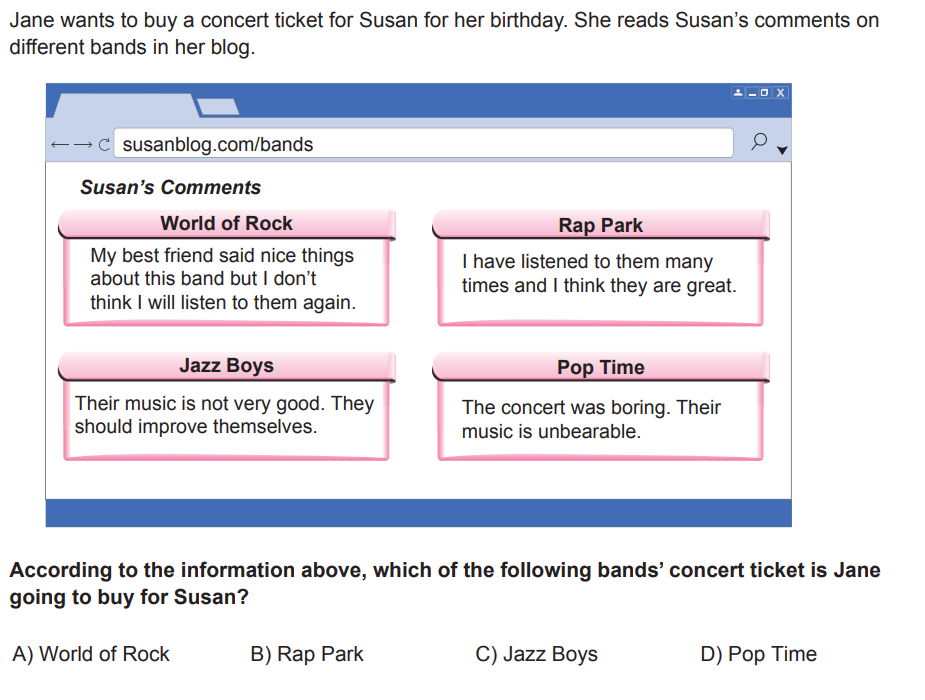 Jane wants to buy a concert ticket for Susan for her birthday. She reads Susan’s comments on
different bands in her blog.
susanblog.com/bands
Susan’s Comments
World of Rock
My best friend said nice things
about this band but I don’t
think I will listen to them again.
Rap Park
I have listened to them many
times and I think they are great.
Jazz Boys
Their music is not very good. They
should improve themselves.
Pop Time
The concert was boring. Their
music is unbearable.
According to the information above, which of the following bands’ concert ticket is Jane
going to buy for Susan?
A) World of Rock B) Rap Park C) Jazz Boys D) Pop Time